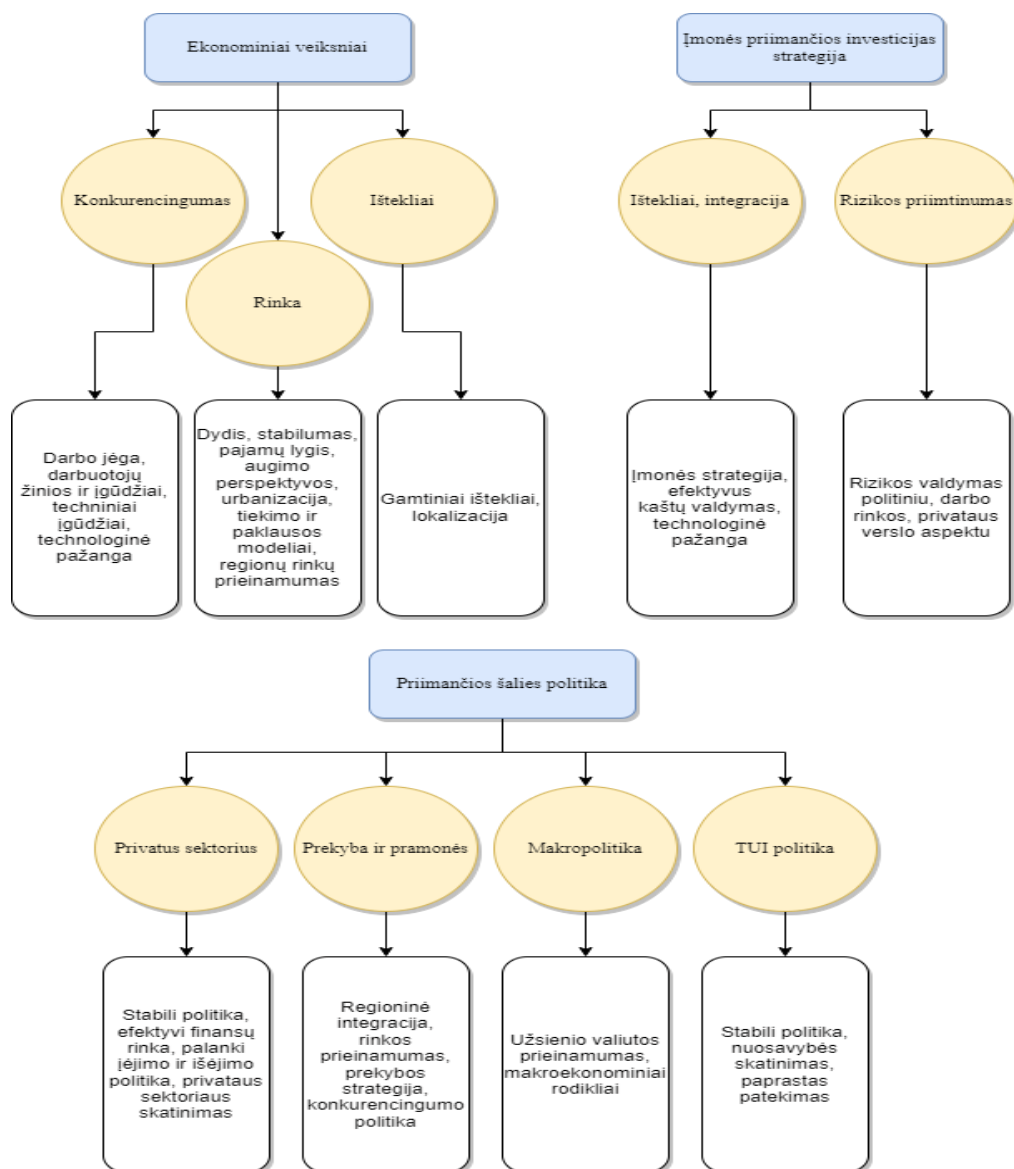 Ekonominiai veiksniai
Įmonės priimančios investicijas
strategija
Konkurencingumas
Ištekliai
Ištekliai, integracija
Rizikos priimtinumas
Rinka
Darbo jėga,
darbuotojų
žinios ir įgūdžiai,
techniniai
įgūdžiai,
technologinė
pažanga
Dydis, stabilumas,
pajamų lygis,
augimo
perspektyvos,
urbanizacija,
tiekimo ir
paklausos
modeliai,
regionų rinkų
prieinamumas
Gamtiniai ištekliai,
lokalizacija
Įmonės strategija,
efektyvus
kaštų valdymas,
technologinė
pažanga
Rizikos valdymas
politiniu, darbo
rinkos, privataus
verslo aspektu
Priimančios šalies politika
Privatus sektorius
Prekyba ir pramonės
Makropolitika
TUI politika
Stabili politika,
efektyvi finansų
rinka, palanki
įėjimo ir išėjimo
politika, privataus
sektoriaus
skatinimas
Regioninė
integracija,
rinkos
prieinamumas,
prekybos
strategija,
konkurencingumo
politika
Užsienio valiutos
prieinamumas,
makroekonominiai
rodikliai
Stabili politika,
nuosavybės
skatinimas,
paprastas
patekimas